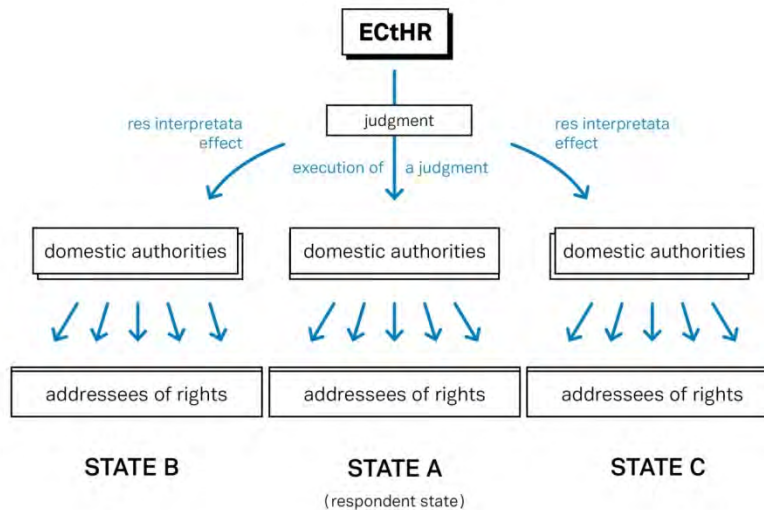 ECtHR
judgment
res interpretata
effect
res interpretata
effect
execution of a judgment
domestic authorities
domestic authorities
domestic authorities
addressees of rights
addressees of rights
addressees of rights
STATE B
STATE A
STATE C
(respondent state)